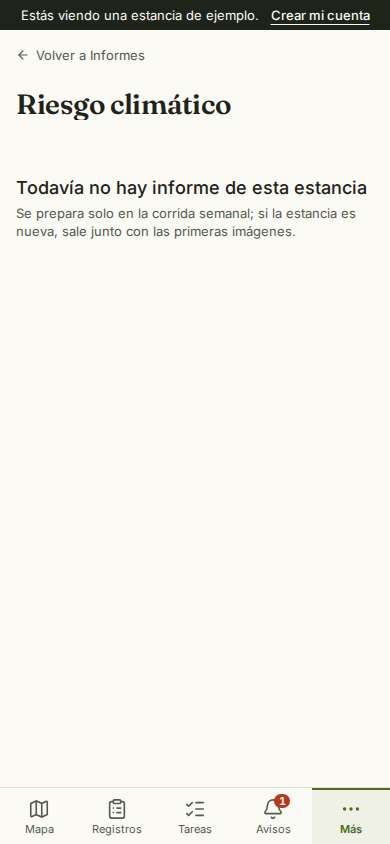 Estás viendo una estancia de ejemplo. Crear mi cuenta
← Volver a Informes
Riesgo climático
Todavía no hay informe de esta estancia
Se prepara solo en la corrida semanal; si la estancia es
nueva, sale junto con las primeras imágenes.
1
Mapa Registros Tareas Avisos Más